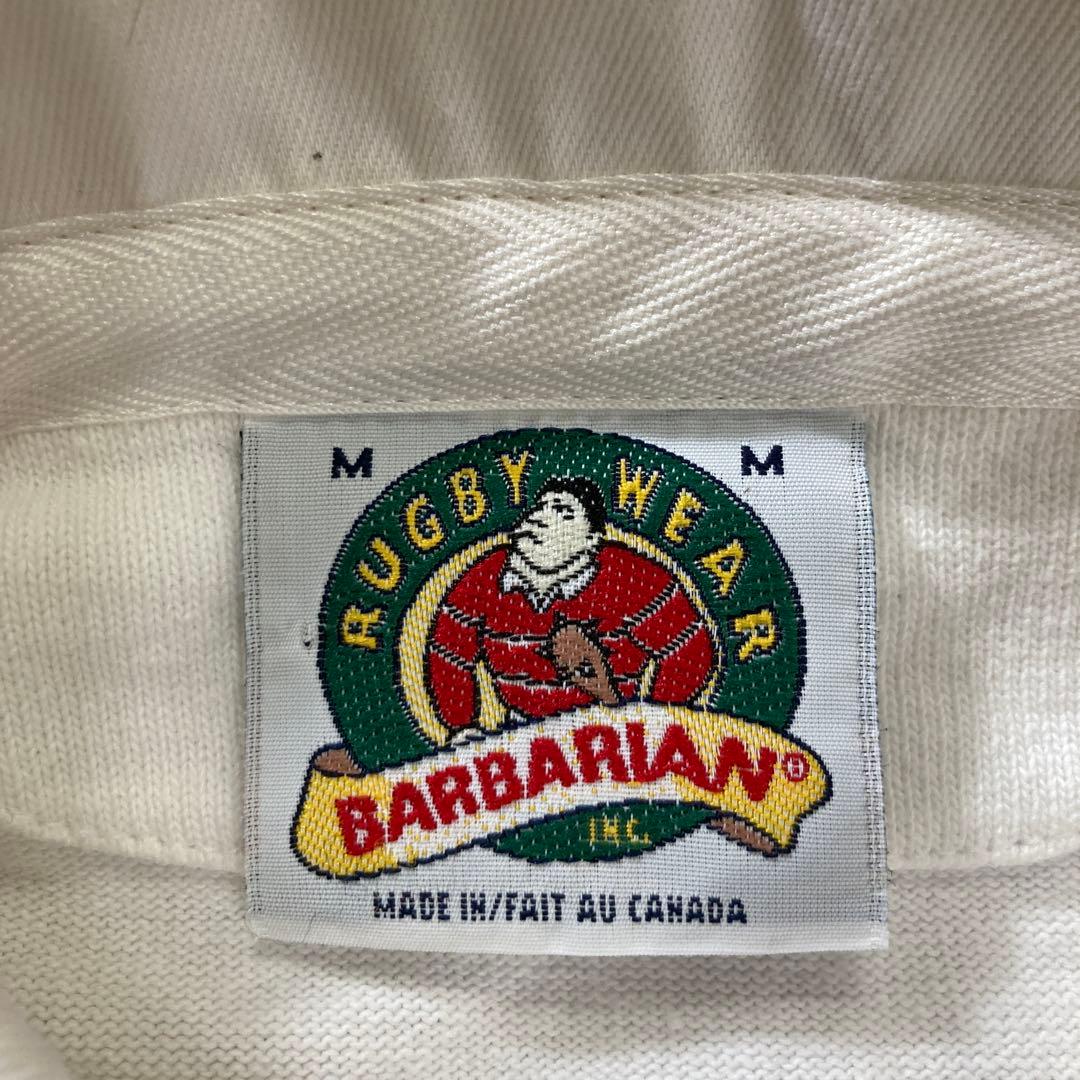 M M
RUGBY WEAR
BARBARIAN®
INC.
MADE IN/FAIT AU CANADA